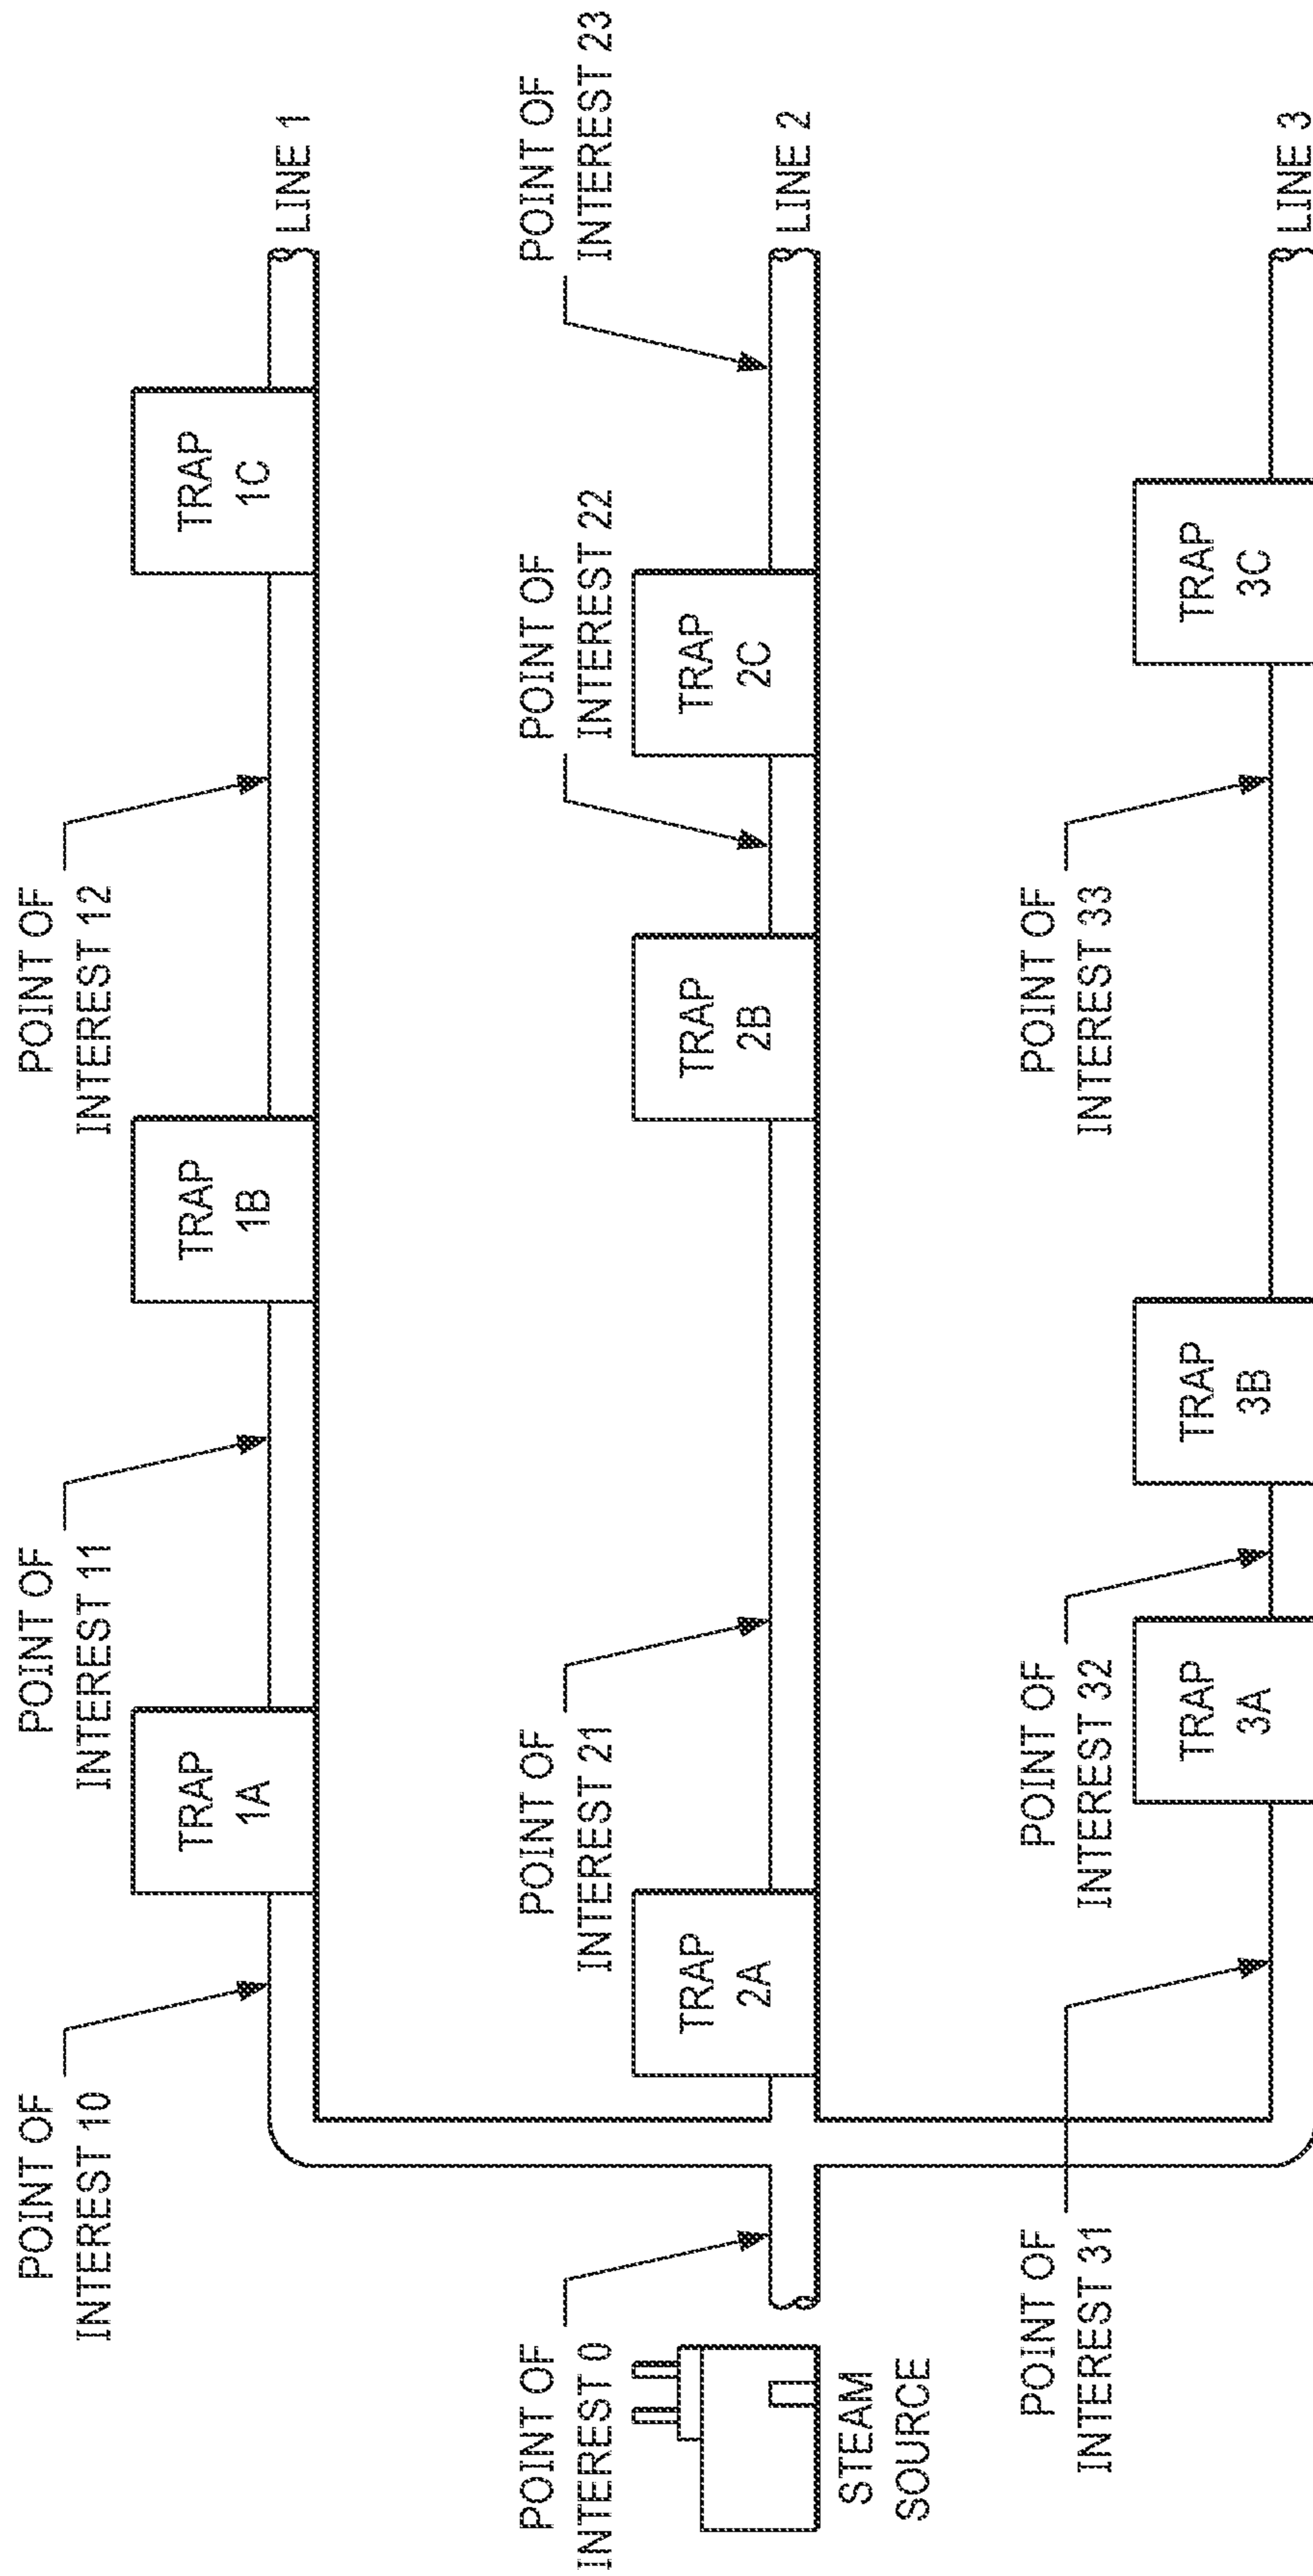 POINT OF
INTEREST 10
POINT OF
INTEREST 11
POINT OF
INTEREST 12
TRAP
1A
TRAP
1B
TRAP
1C
LINE 1
POINT OF
INTEREST 0
POINT OF
INTEREST 21
POINT OF
INTEREST 22
POINT OF
INTEREST 23
TRAP
2A
TRAP
2B
TRAP
2C
LINE 2
STEAM
SOURCE
POINT OF
INTEREST 31
POINT OF
INTEREST 32
POINT OF
INTEREST 33
TRAP
3A
TRAP
3B
TRAP
3C
LINE 3